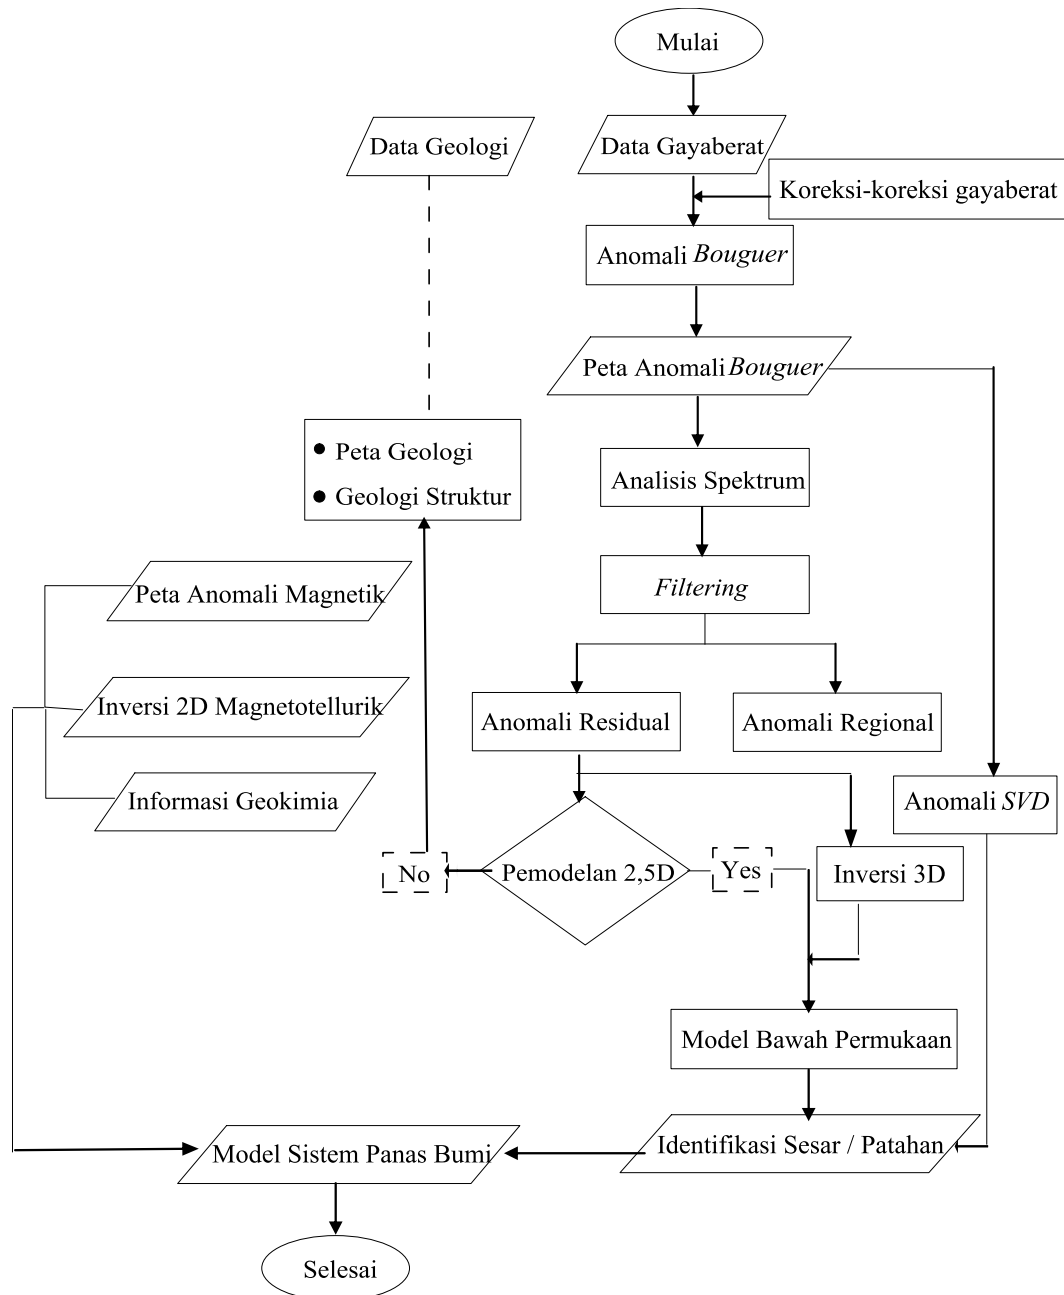 Mulai
Data Geologi
Data Gayaberat
Koreksi-koreksi gayaberat
Anomali Bouguer
Peta Anomali Bouguer
● Peta Geologi
● Geologi Struktur
Analisis Spektrum
Filtering
Peta Anomali Magnetik
Inversi 2D Magnetotellurik
Informasi Geokimia
Anomali Residual
Anomali Regional
Anomali SVD
No
Pemodelan 2,5D
Yes
Inversi 3D
Model Bawah Permukaan
Identifikasi Sesar / Patahan
Model Sistem Panas Bumi
Selesai